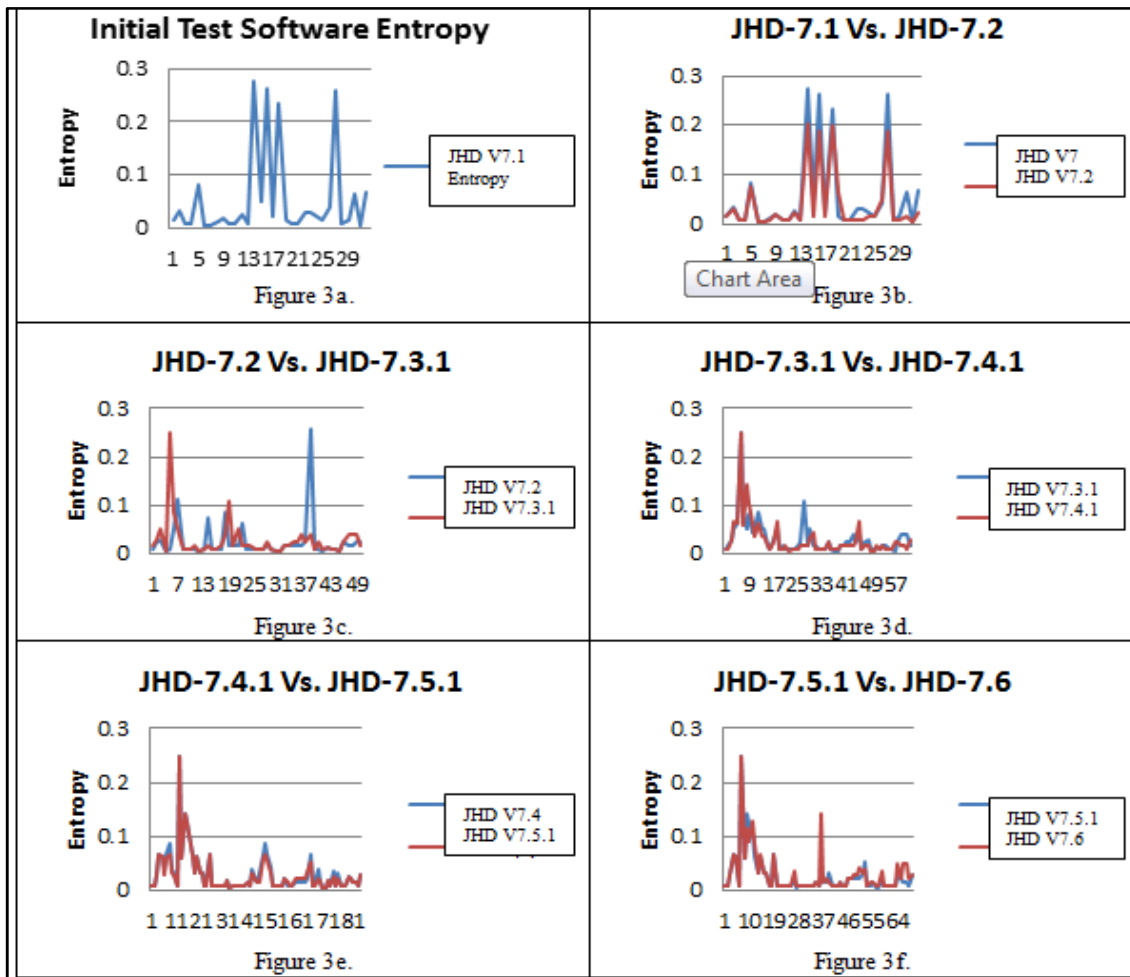 Initial Test Software Entropy
0.3
0.2
0.1
0
Entropy
1 5 9 13 17 21 25 29
JHD V7.1
Entropy
Figure 3a.
JHD-7.1 Vs. JHD-7.2
0.3
0.2
0.1
0
Entropy
1 5 9 13 17 21 25 29
JHD V7
JHD V7.2
Chart Area
Figure 3b.
JHD-7.2 Vs. JHD-7.3.1
0.3
0.2
0.1
0
Entropy
1 7 13 19 25 31 37 43 49
JHD V7.2
JHD V7.3.1
Figure 3c.
JHD-7.3.1 Vs. JHD-7.4.1
0.3
0.2
0.1
0
Entropy
1 9 17 25 33 41 49 57
JHD V7.3.1
JHD V7.4.1
Figure 3d.
JHD-7.4.1 Vs. JHD-7.5.1
0.3
0.2
0.1
0
Entropy
1 11 21 31 41 51 61 71 81
JHD V7.4
JHD V7.5.1
Figure 3e.
JHD-7.5.1 Vs. JHD-7.6
0.3
0.2
0.1
0
Entropy
1 10 19 28 37 46 55 64
JHD V7.5.1
JHD V7.6
Figure 3f.